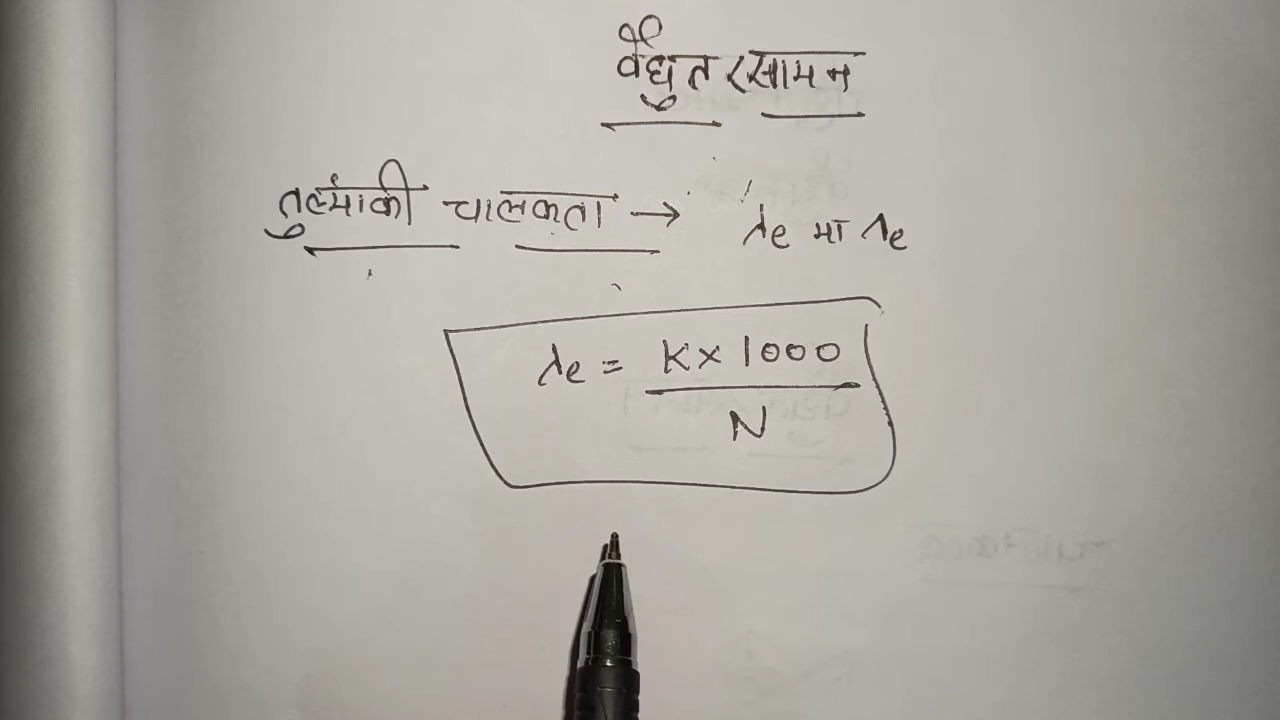 वैद्युत रसायन
तुल्यांकी चालकता → λe या Λe
λe = K × 1000 / N